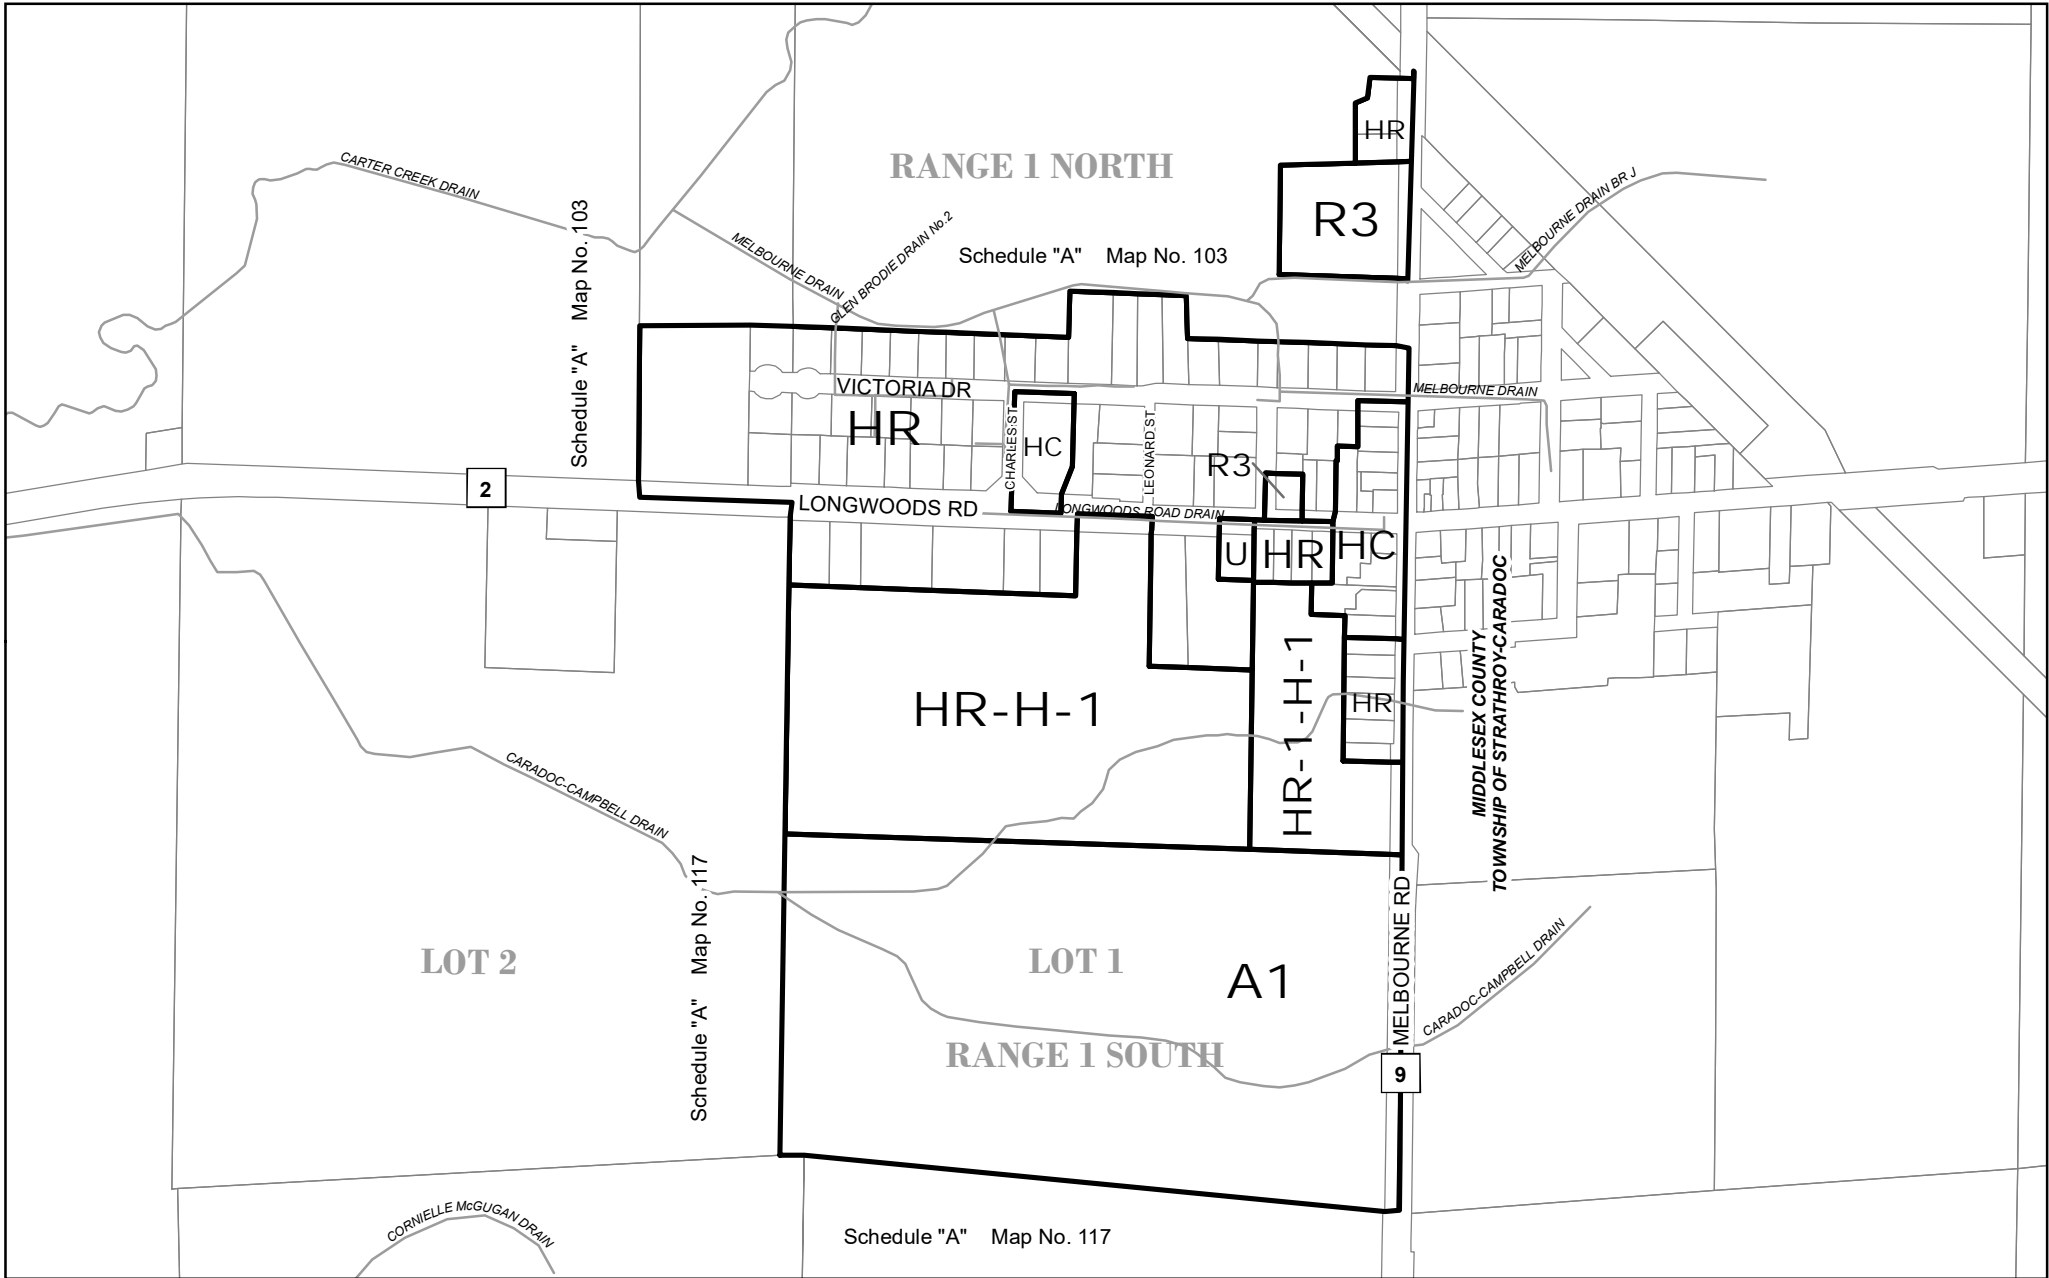 HR
CARTER CREEK DRAIN
RANGE 1 NORTH
MELBOURNE DRAIN BR J
R3
Schedule "A" Map No. 103
MELBOURNE DRAIN
GLEN BRODIE DRAIN No.2
Schedule "A" Map No. 103
VICTORIA DR
MELBOURNE DRAIN
HR
CHARLES ST
HC
LEONARD ST
R3
2
LONGWOODS RD
LONGWOODS ROAD DRAIN
U
HR
HC
MIDDLESEX COUNTY
TOWNSHIP OF STRATHROY-CARADOC
HR-H-1
HR-1-H-1
HR
CARADOC-CAMPBELL DRAIN
Schedule "A" Map No. 117
MELBOURNE RD
LOT 2
LOT 1
A1
CARADOC-CAMPBELL DRAIN
RANGE 1 SOUTH
9
CORNIELLE McGUGAN DRAIN
Schedule "A" Map No. 117